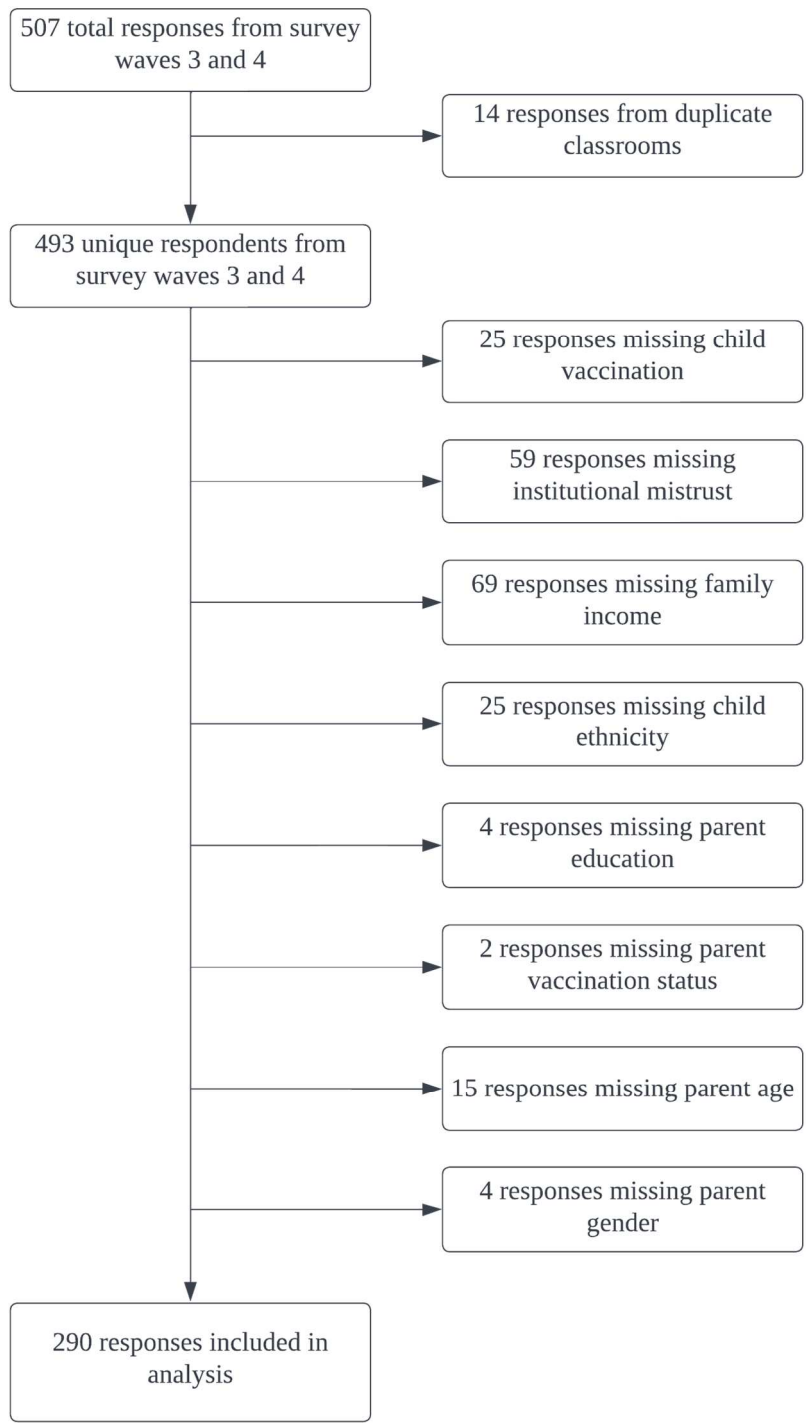 507 total responses from survey
waves 3 and 4
14 responses from duplicate
classrooms
493 unique respondents from
survey waves 3 and 4
25 responses missing child
vaccination
59 responses missing
institutional mistrust
69 responses missing family
income
25 responses missing child
ethnicity
4 responses missing parent
education
2 responses missing parent
vaccination status
15 responses missing parent age
4 responses missing parent
gender
290 responses included in
analysis